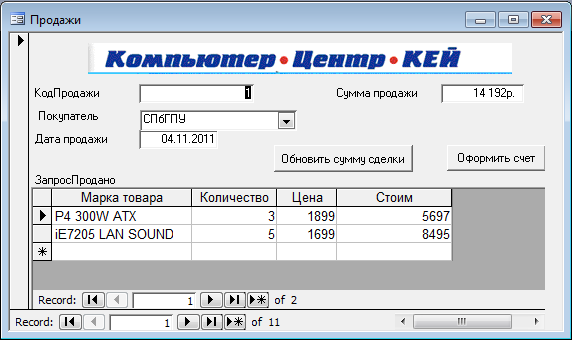 Продажи
Компьютер • Центр • КЕЙ
КодПродажи 1 Сумма продажи 14 192р.
Покупатель СПбГПУ
Дата продажи 04.11.2011
Обновить сумму сделки Оформить счет
ЗапросПродано
Марка товара Количество Цена Стоим
P4 300W ATX 3 1899 5697
iE7205 LAN SOUND 5 1699 8495
Record: 1 of 2
Record: 1 of 11